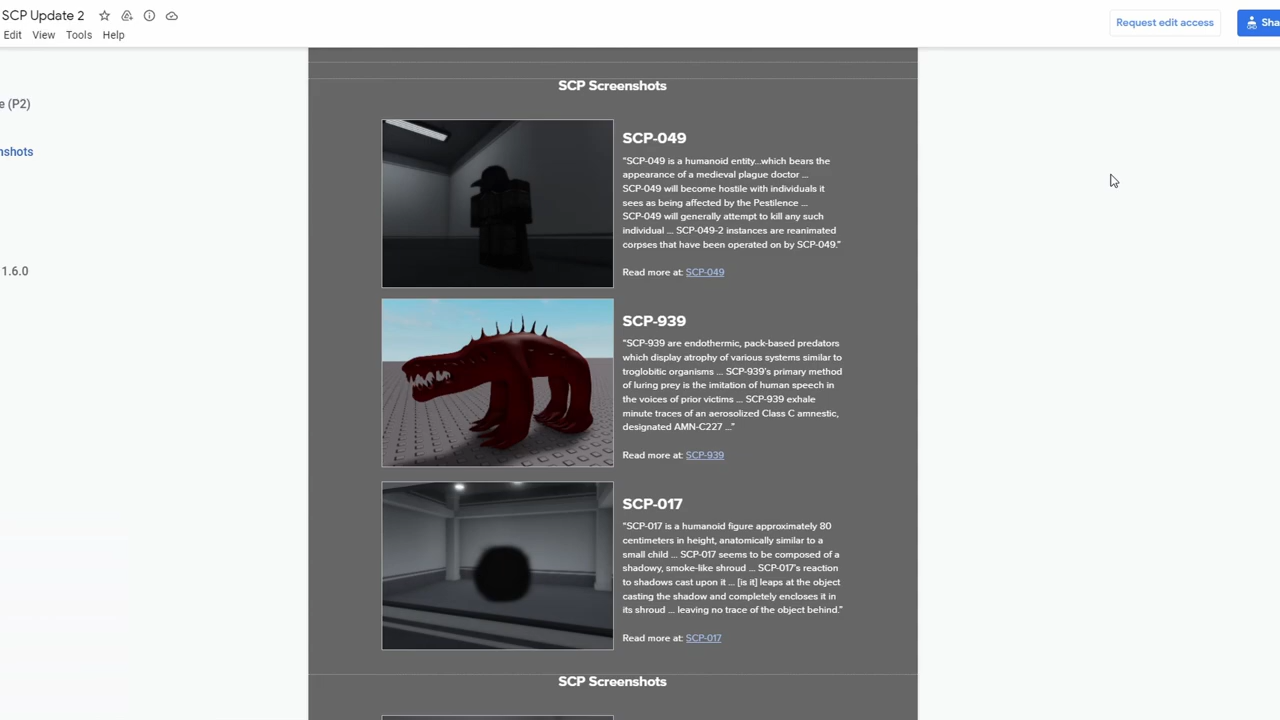 SCP Update 2
Edit View Tools Help
Request edit access
Sha
e (P2)
nshots
1.6.0
SCP Screenshots
SCP-049
"SCP-049 is a humanoid entity...which bears the
appearance of a medieval plague doctor ...
SCP-049 will become hostile with individuals it
sees as being affected by the Pestilence ...
SCP-049 will generally attempt to kill any such
individual ... SCP-049-2 instances are reanimated
corpses that have been operated on by SCP-049."
Read more at: SCP-049
SCP-939
"SCP-939 are endothermic, pack-based predators
which display atrophy of various systems similar to
troglobitic organisms ... SCP-939's primary method
of luring prey is the imitation of human speech in
the voices of prior victims ... SCP-939 exhale
minute traces of an aerosolized Class C amnestic,
designated AMN-C227 ..."
Read more at: SCP-939
SCP-017
"SCP-017 is a humanoid figure approximately 80
centimeters in height, anatomically similar to a
small child ... SCP-017 seems to be composed of a
shadowy, smoke-like shroud ... SCP-017's reaction
to shadows cast upon it ... [is it] leaps at the object
casting the shadow and completely encloses it in
its shroud ... leaving no trace of the object behind."
Read more at: SCP-017
SCP Screenshots